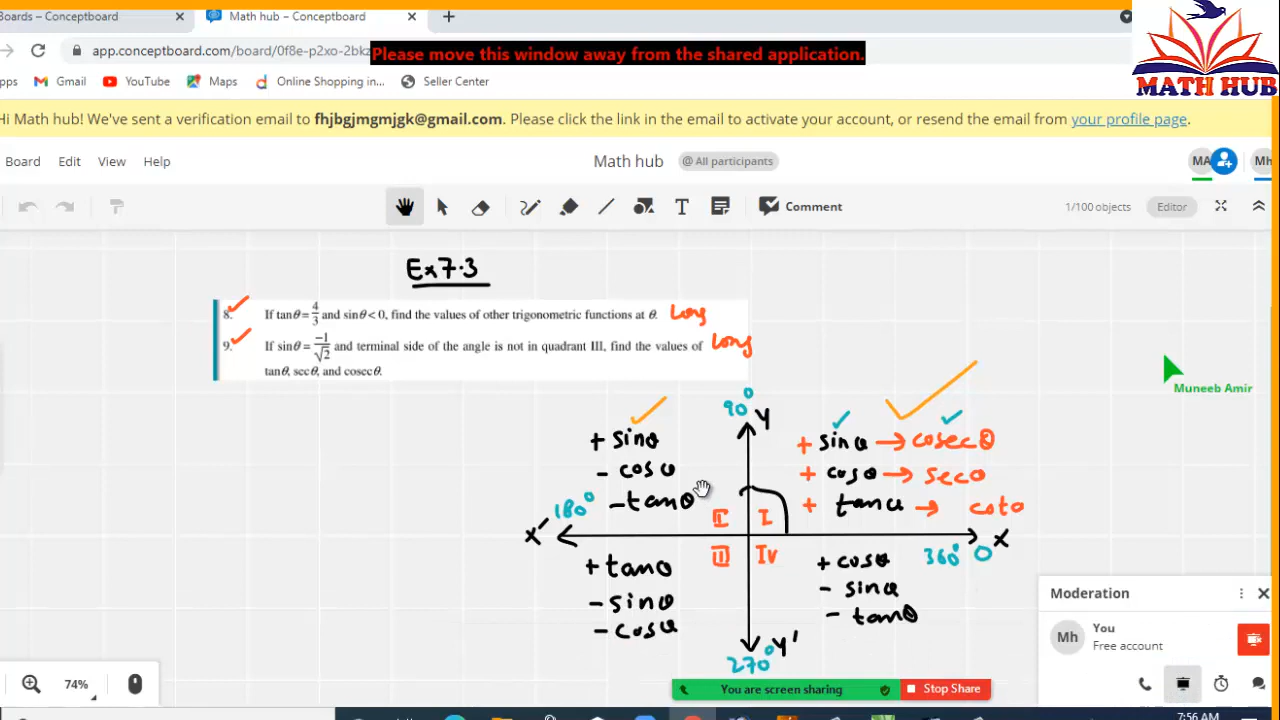 Boards – Conceptboard
Math hub – Conceptboard
app.conceptboard.com/board/0f8e-p2xo-2bkz
Please move this window away from the shared application.
MATH HUB
Gmail
YouTube
Maps
Online Shopping in...
Seller Center
Hi Math hub! We've sent a verification email to fhjbgjmgmjgk@gmail.com. Please click the link in the email to activate your account, or resend the email from your profile page.
Board Edit View Help
Math hub
@ All participants
MA
Mh
T
Comment
1/100 objects
Editor
Ex 7.3
8. If tanθ = 4/3 and sinθ < 0, find the values of other trigonometric functions at θ. Long
9. If sinθ = -1/√2 and terminal side of the angle is not in quadrant III, find the values of Long
tanθ, secθ, and cosecθ.
Muneeb Amir
90° Y
+ sinθ
- cosθ
- tanθ
+ sinθ → cosecθ
+ cosθ → secθ
+ tanθ → cotθ
180°
II I
X' X
III IV
360° 0
+ tanθ
- sinθ
- cosθ
+ cosθ
- sinθ
- tanθ
Y'
270°
Moderation
Mh
You
Free account
74%
You are screen sharing
Stop Share
7:56 AM